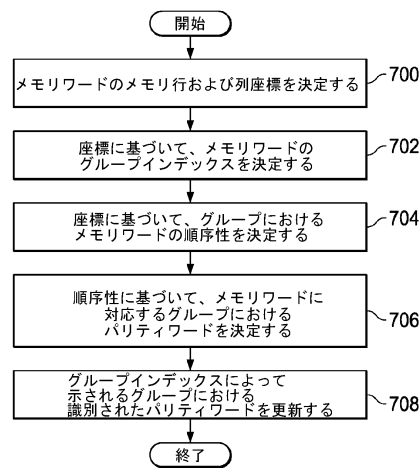 開始
メモリワードのメモリ行および列座標を決定する
700
座標に基づいて、メモリワードの
グループインデックスを決定する
702
座標に基づいて、グループにおける
メモリワードの順序性を決定する
704
順序性に基づいて、メモリワードに
対応するグループにおける
パリティワードを決定する
706
グループインデックスによって
示されるグループにおける
識別されたパリティワードを更新する
708
終了